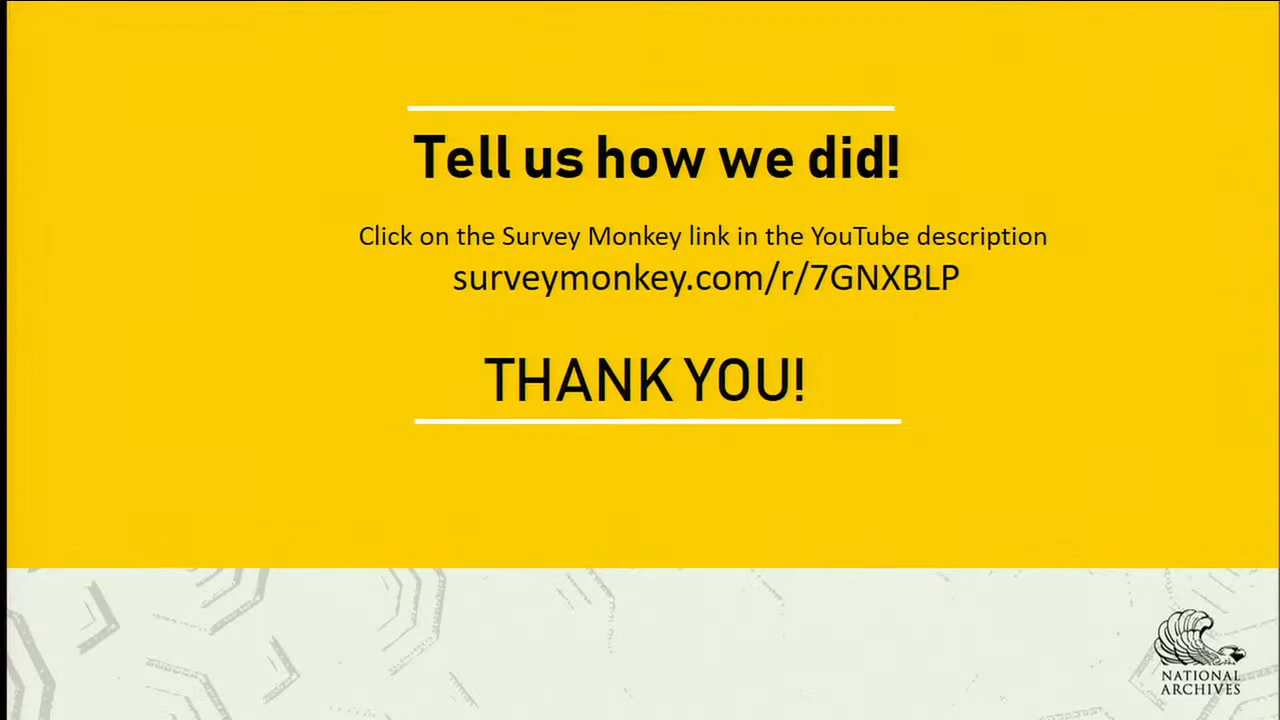 Tell us how we did!
Click on the Survey Monkey link in the YouTube description
surveymonkey.com/r/7GNXBLP
THANK YOU!
NATIONAL
ARCHIVES